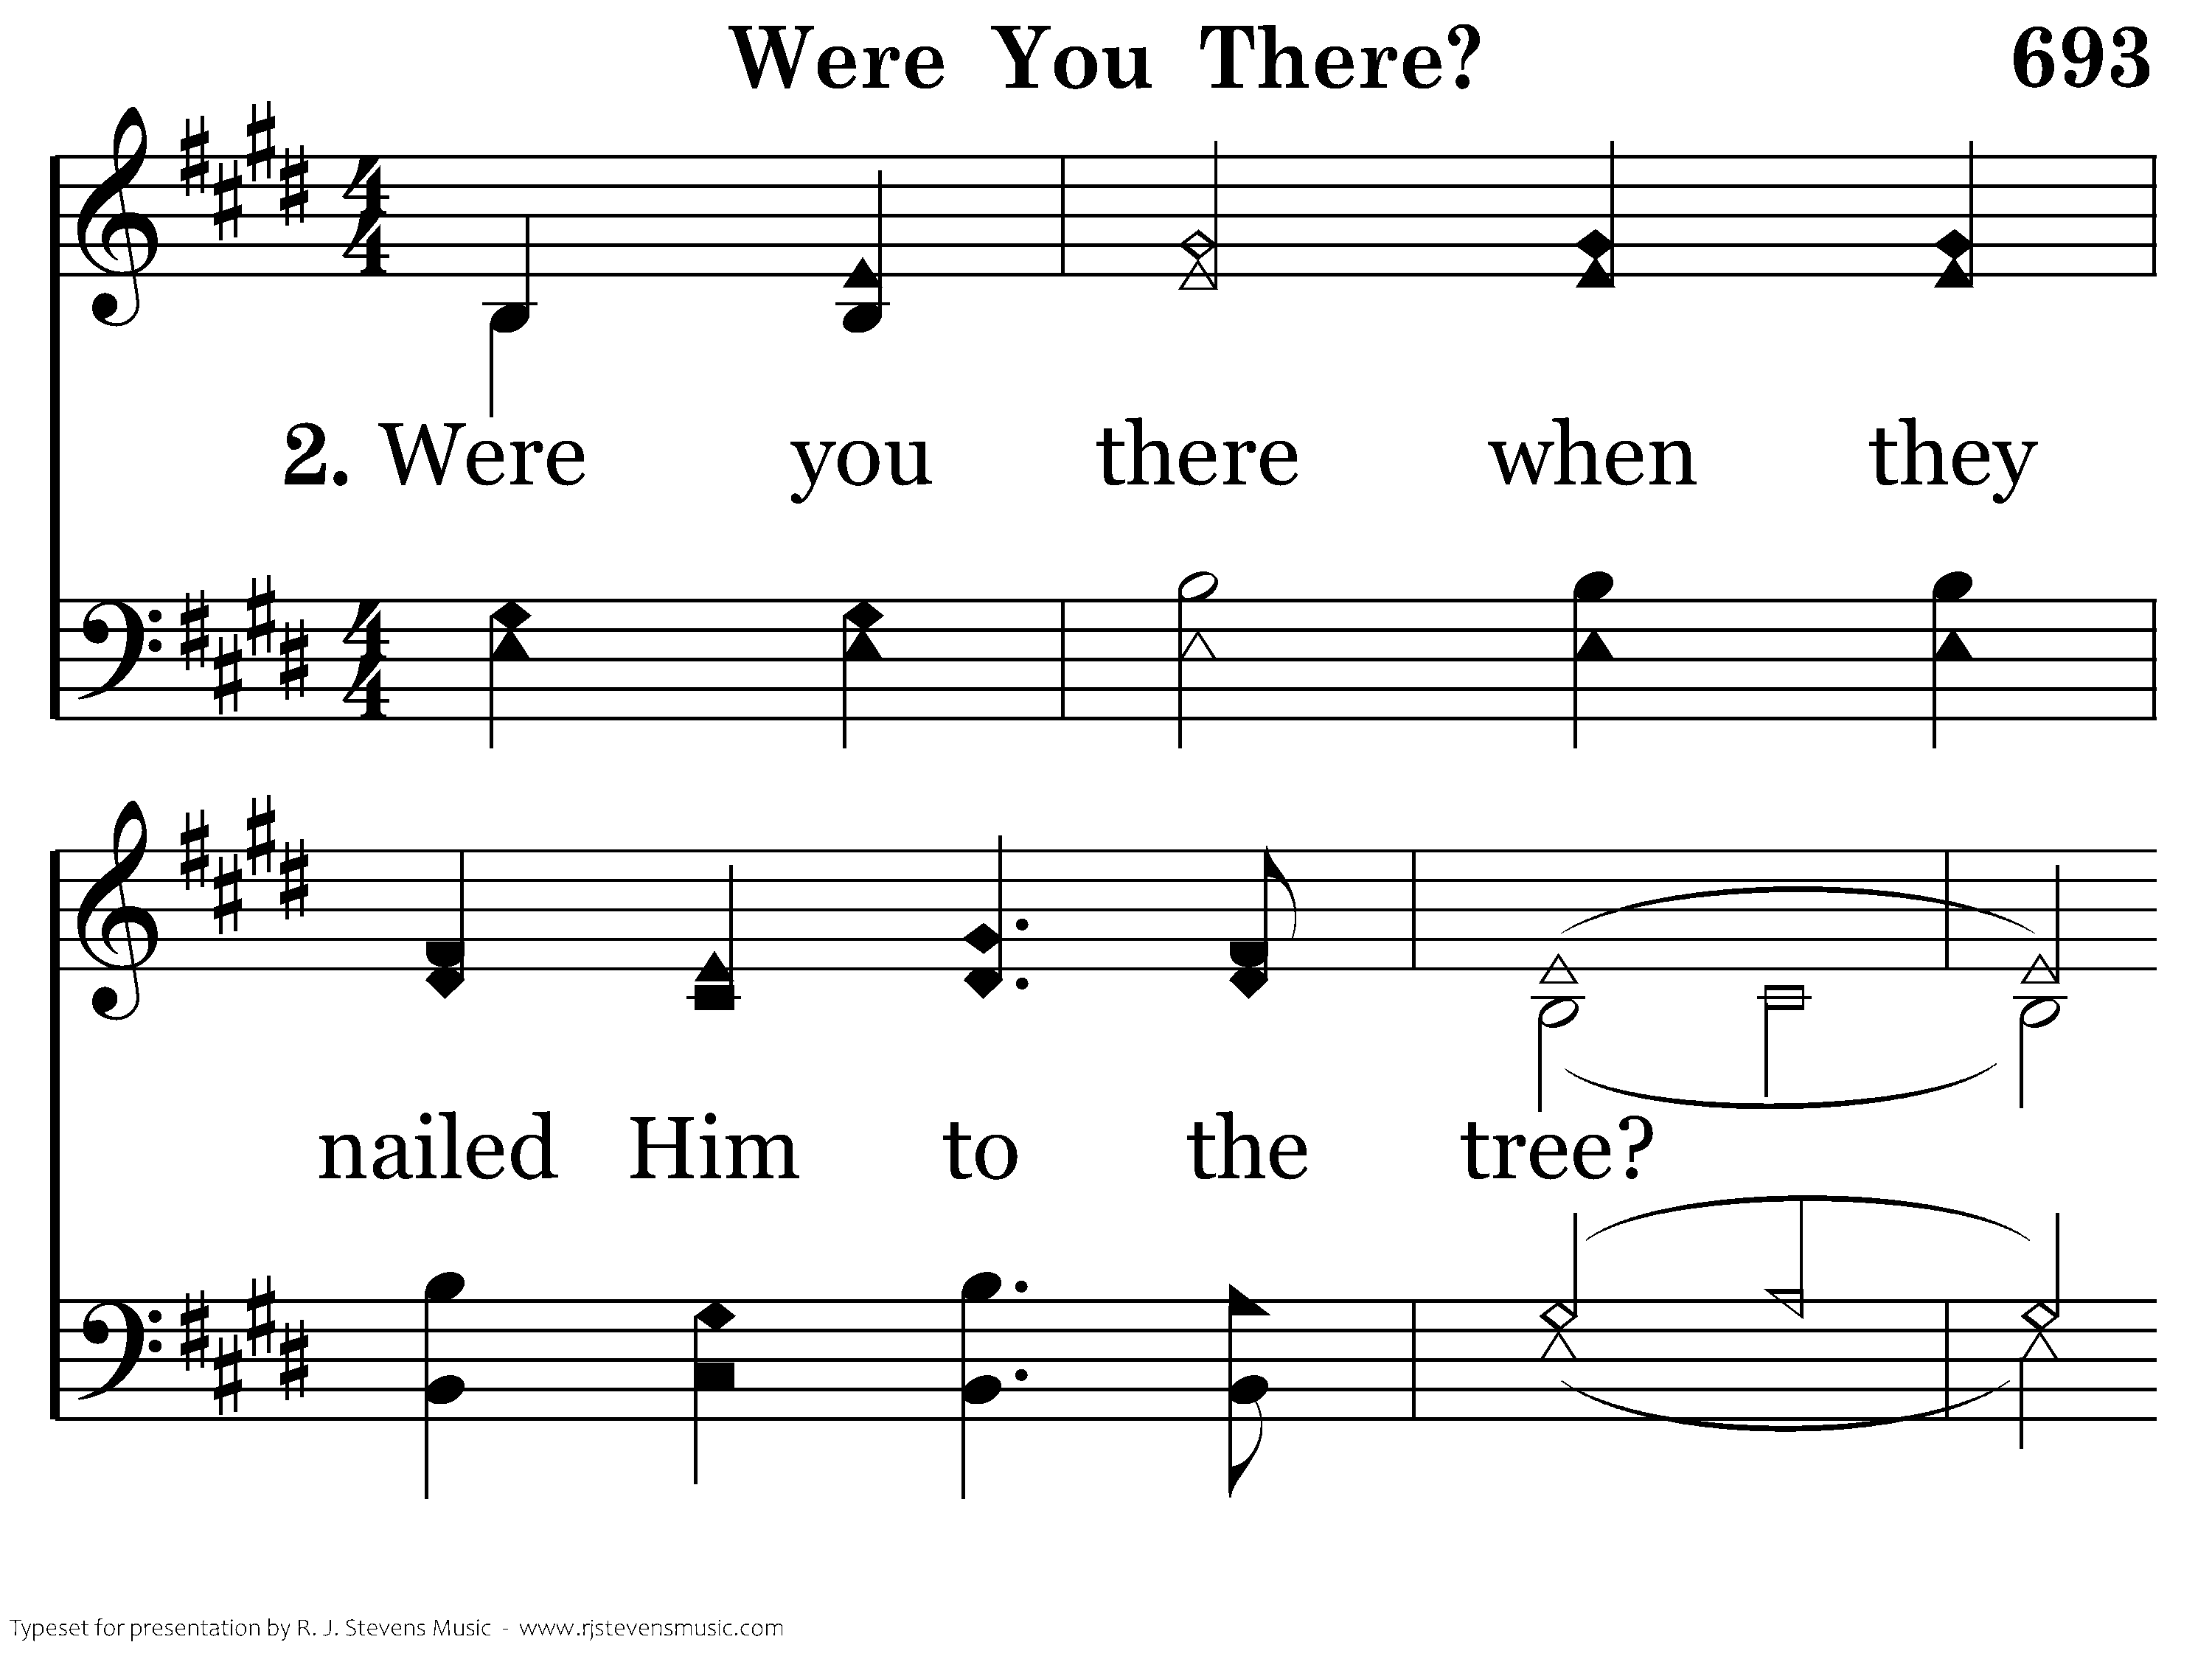 Were You There? 693
2. Were you there when they
nailed Him to the tree?
Typeset for presentation by R. J. Stevens Music - www.rjstevensmusic.com